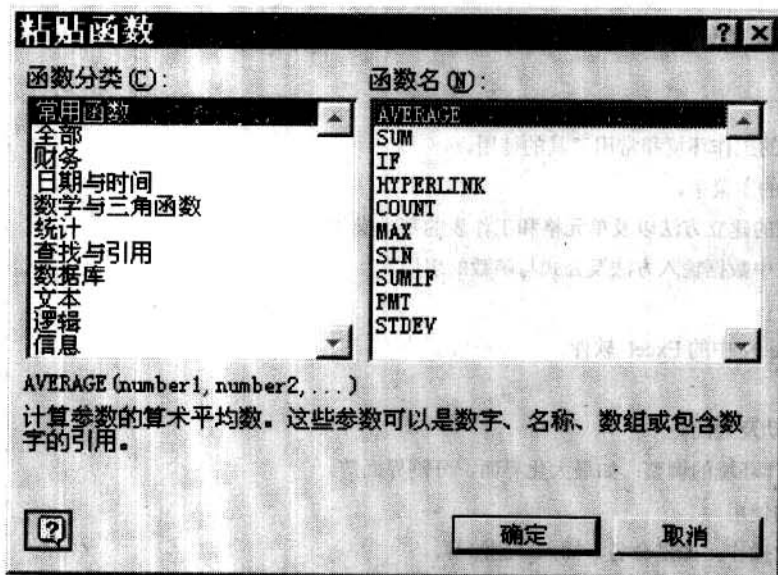 粘贴函数
函数分类(C):
常用函数
全部
财务
日期与时间
数学与三角函数
统计
查找与引用
数据库
文本
逻辑
信息
函数名(N):
AVERAGE
SUM
IF
HYPERLINK
COUNT
MAX
SIN
SUMIF
PMT
STDEV
AVERAGE(number1,number2,...)
计算参数的算术平均数。这些参数可以是数字、名称、数组或包含数
字的引用。
确定
取消